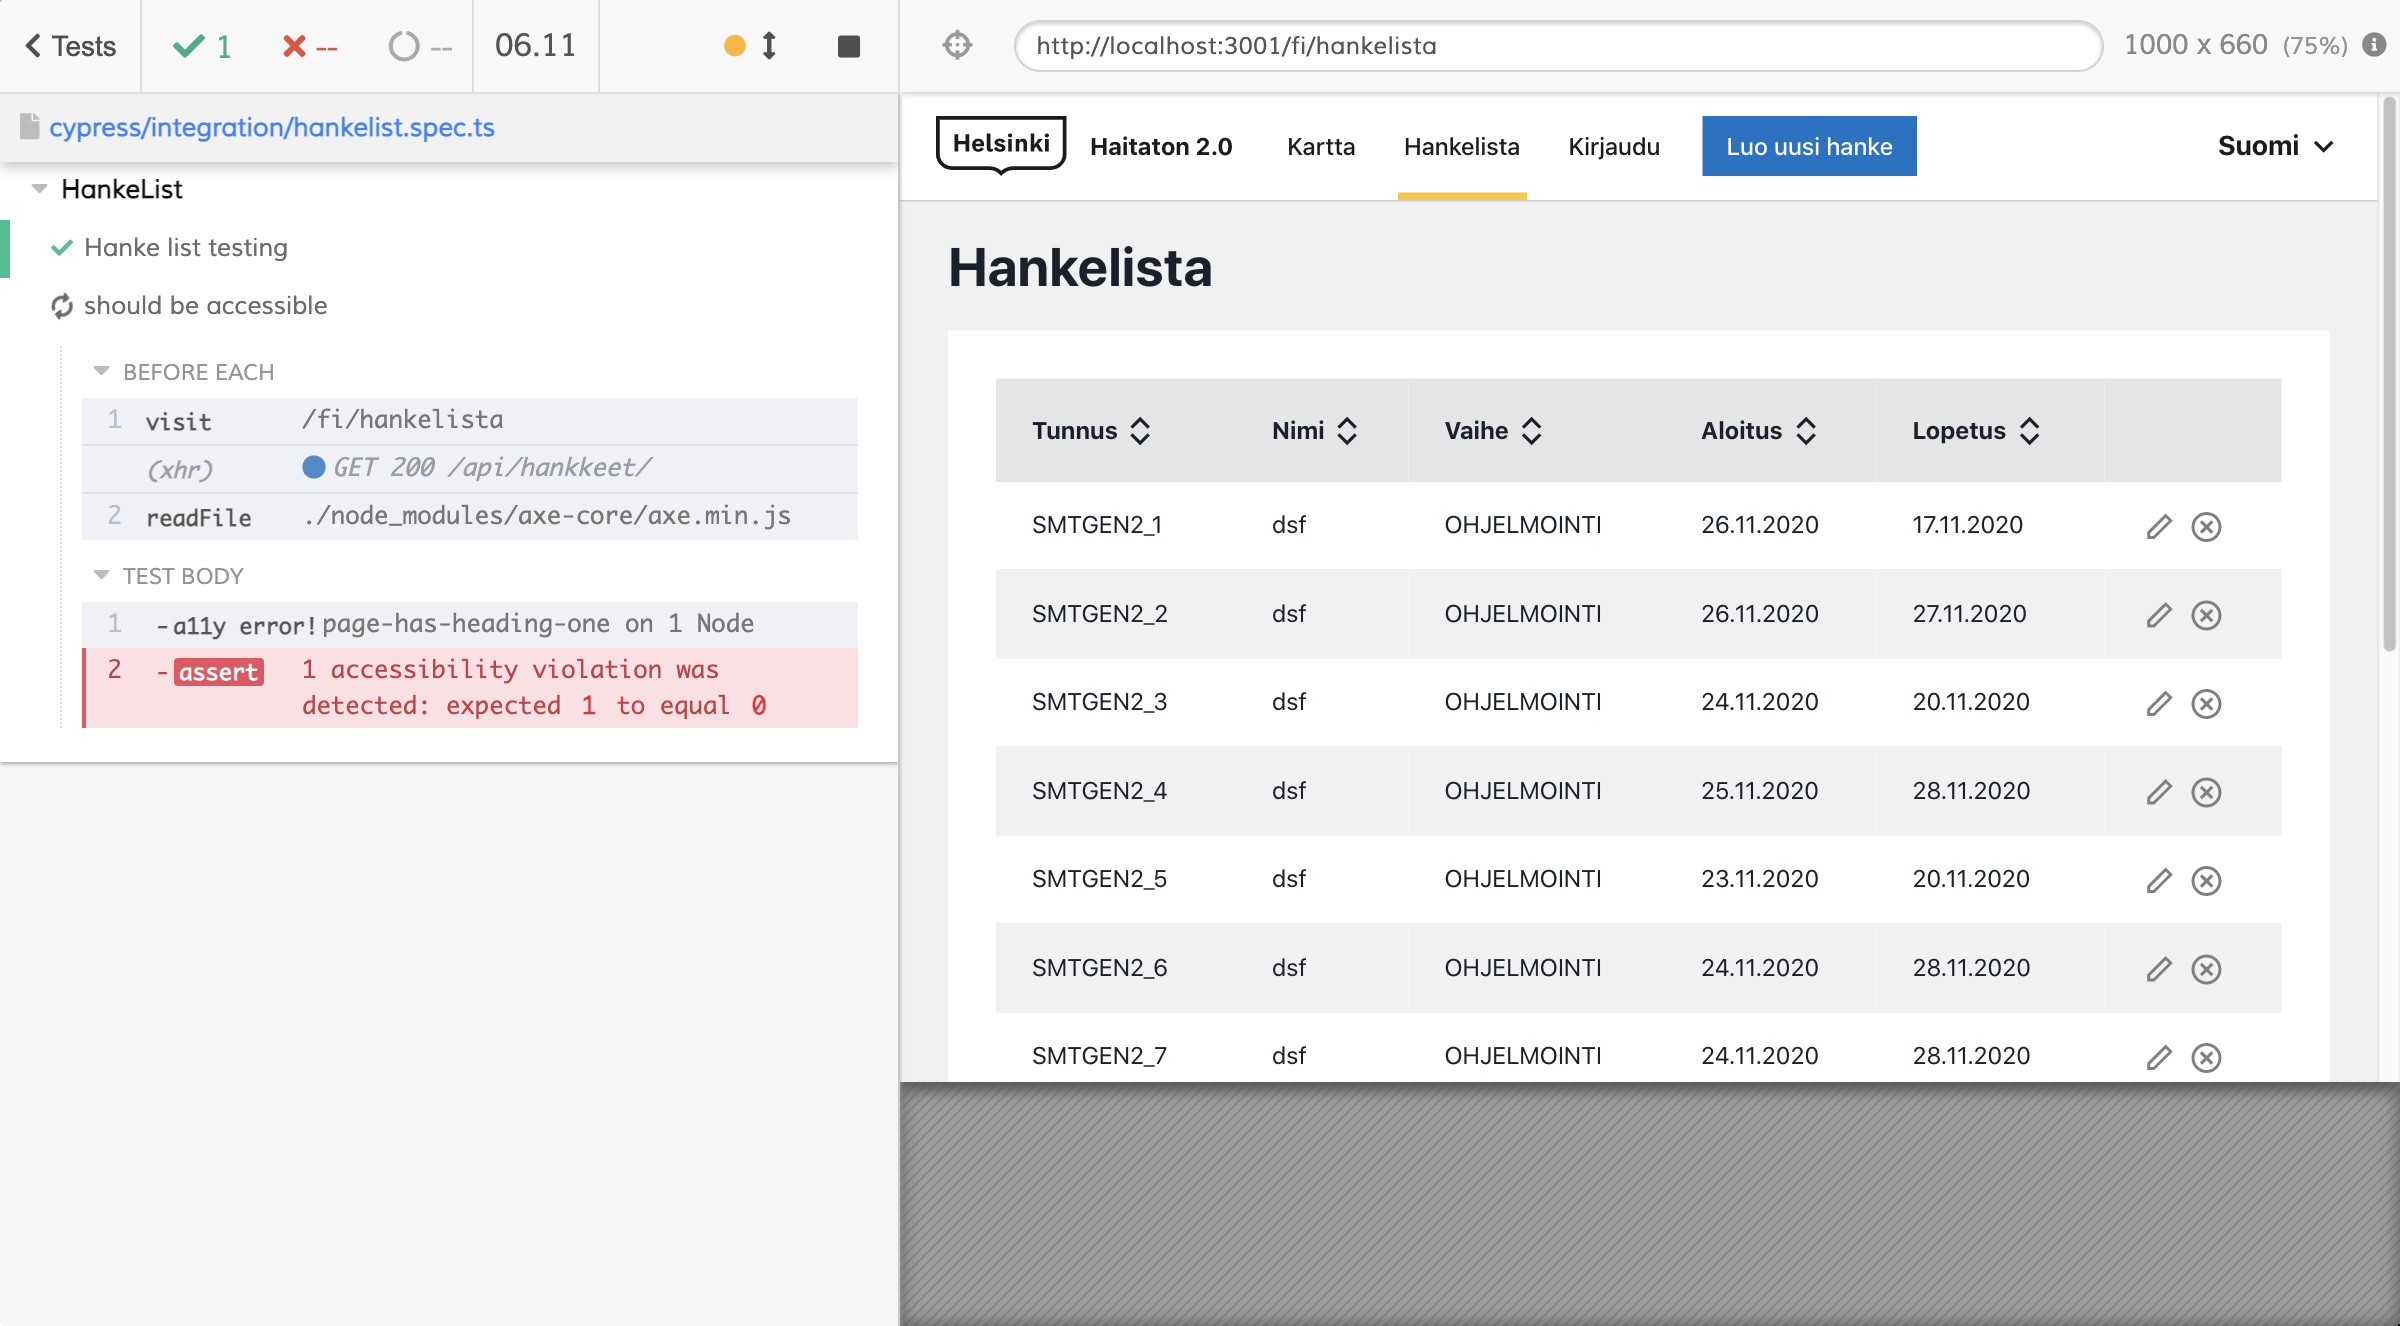 Tests
1
--
--
06.11
http://localhost:3001/fi/hankelista
1000 x 660 (75%)
cypress/integration/hankelist.spec.ts
HankeList
Hanke list testing
should be accessible
BEFORE EACH
1 visit /fi/hankelista
(xhr) GET 200 /api/hankkeet/
2 readFile ./node_modules/axe-core/axe.min.js
TEST BODY
1 -a11y error! page-has-heading-one on 1 Node
2 -assert 1 accessibility violation was
detected: expected 1 to equal 0
Helsinki Haitaton 2.0 Kartta Hankelista Kirjaudu Luo uusi hanke Suomi
Hankelista
Tunnus Nimi Vaihe Aloitus Lopetus
SMTGEN2_1 dsf OHJELMOINTI 26.11.2020 17.11.2020
SMTGEN2_2 dsf OHJELMOINTI 26.11.2020 27.11.2020
SMTGEN2_3 dsf OHJELMOINTI 24.11.2020 20.11.2020
SMTGEN2_4 dsf OHJELMOINTI 25.11.2020 28.11.2020
SMTGEN2_5 dsf OHJELMOINTI 23.11.2020 20.11.2020
SMTGEN2_6 dsf OHJELMOINTI 24.11.2020 28.11.2020
SMTGEN2_7 dsf OHJELMOINTI 24.11.2020 28.11.2020